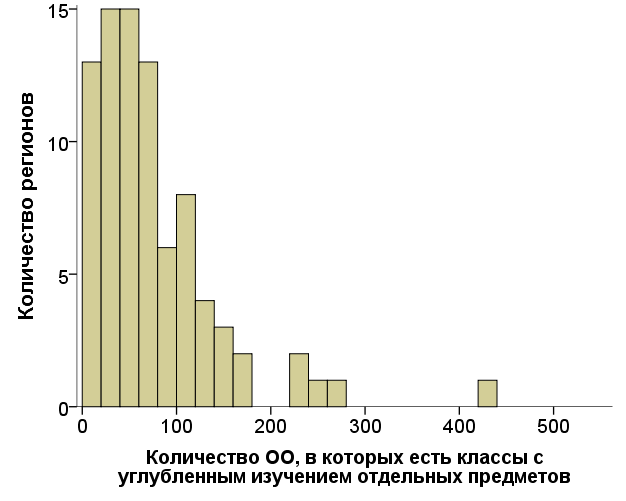 15
10
5
0
Количество регионов
0 100 200 300 400 500
Количество ОО, в которых есть классы с
углубленным изучением отдельных предметов